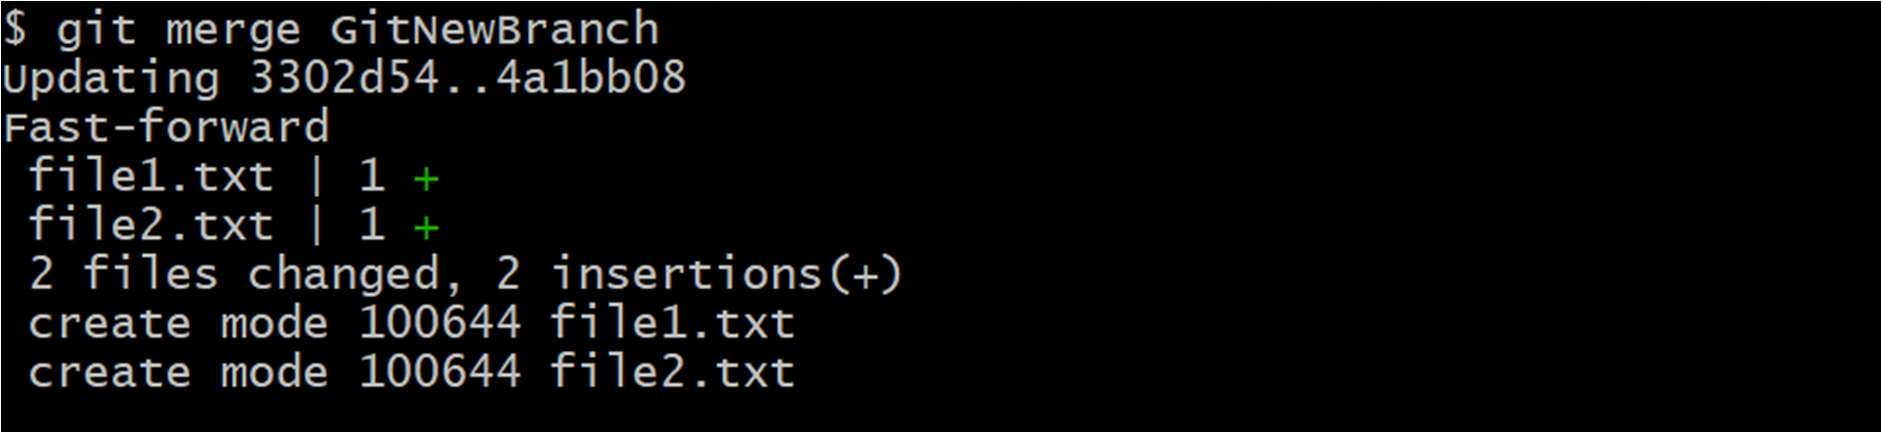 $ git merge GitNewBranch
Updating 3302d54..4a1bb08
Fast-forward
file1.txt | 1 +
file2.txt | 1 +
2 files changed, 2 insertions(+)
create mode 100644 file1.txt
create mode 100644 file2.txt